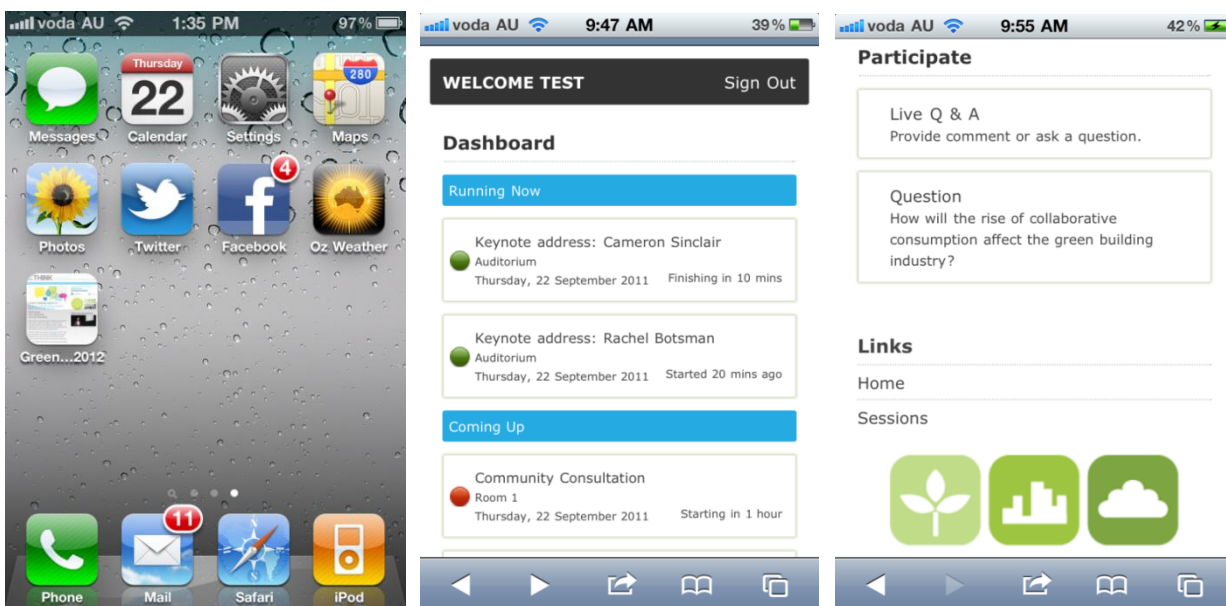 voda AU 1:35 PM 97%
Thursday
22
280
Messages Calendar Settings Maps
4
Photos Twitter Facebook Oz Weather
THINK
Green...2012
11
Phone Mail Safari iPod
voda AU 9:47 AM 39%
WELCOME TEST Sign Out
Dashboard
Running Now
Keynote address: Cameron Sinclair
Auditorium
Thursday, 22 September 2011 Finishing in 10 mins
Keynote address: Rachel Botsman
Auditorium
Thursday, 22 September 2011 Started 20 mins ago
Coming Up
Community Consultation
Room 1
Thursday, 22 September 2011 Starting in 1 hour
voda AU 9:55 AM 42%
Participate
Live Q & A
Provide comment or ask a question.
Question
How will the rise of collaborative
consumption affect the green building
industry?
Links
Home
Sessions